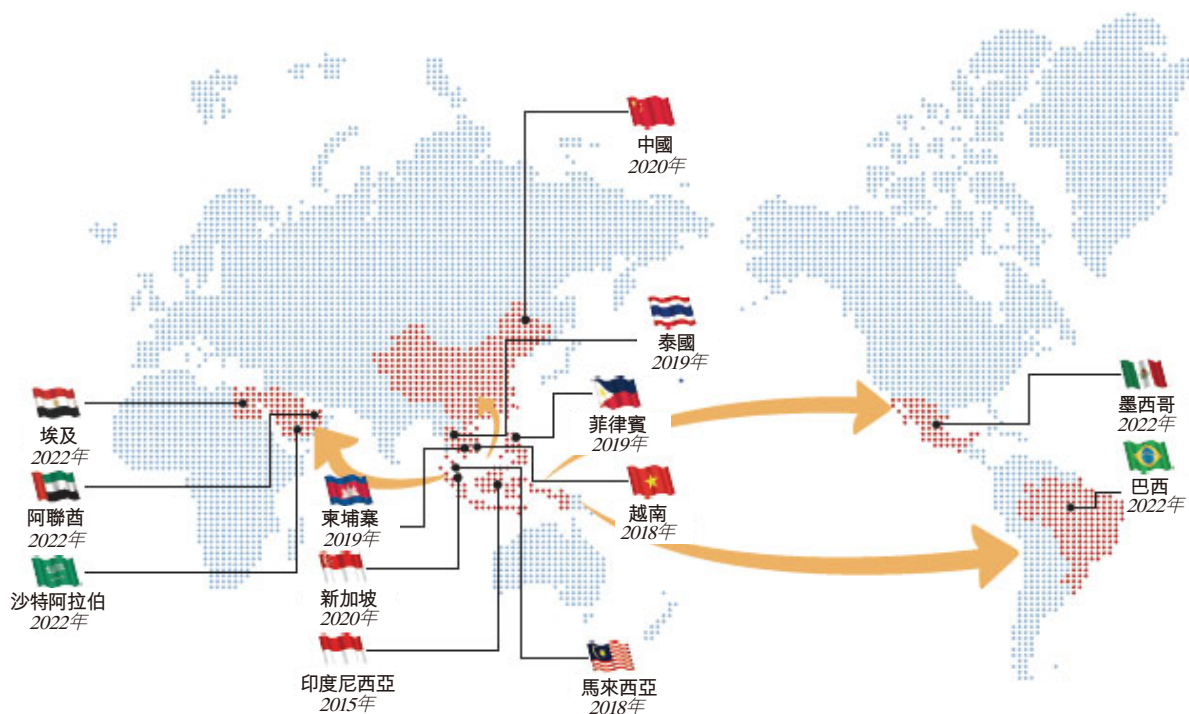 中國
2020年
泰國
2019年
菲律賓
2019年
墨西哥
2022年
埃及
2022年
阿聯酋
2022年
柬埔寨
2019年
越南
2018年
巴西
2022年
沙特阿拉伯
2022年
新加坡
2020年
印度尼西亞
2015年
馬來西亞
2018年